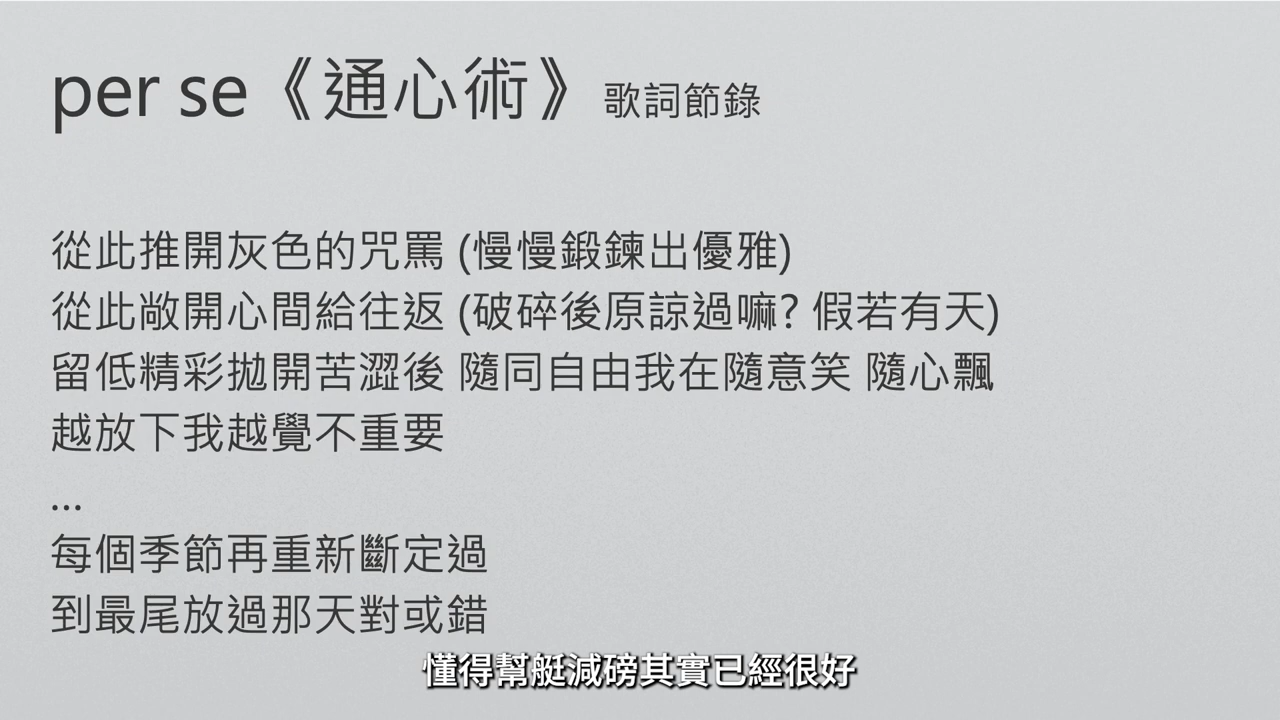 per se《通心術》歌詞節錄
從此推開灰色的咒罵 (慢慢鍛鍊出優雅)
從此敞開心間給往返 (破碎後原諒過嘛? 假若有天)
留低精彩拋開苦澀後 隨同自由我在隨意笑 隨心飄
越放下我越覺不重要
...
每個季節再重新斷定過
到最尾放過那天對或錯
懂得幫艇減磅其實已經很好